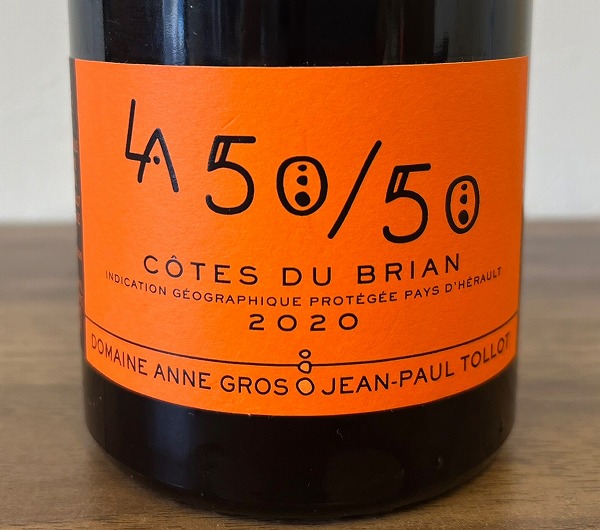 LA 50/50
CÔTES DU BRIAN
INDICATION GÉOGRAPHIQUE PROTÉGÉE PAYS D'HÉRAULT
2020
DOMAINE ANNE GROS JEAN-PAUL TOLLOT